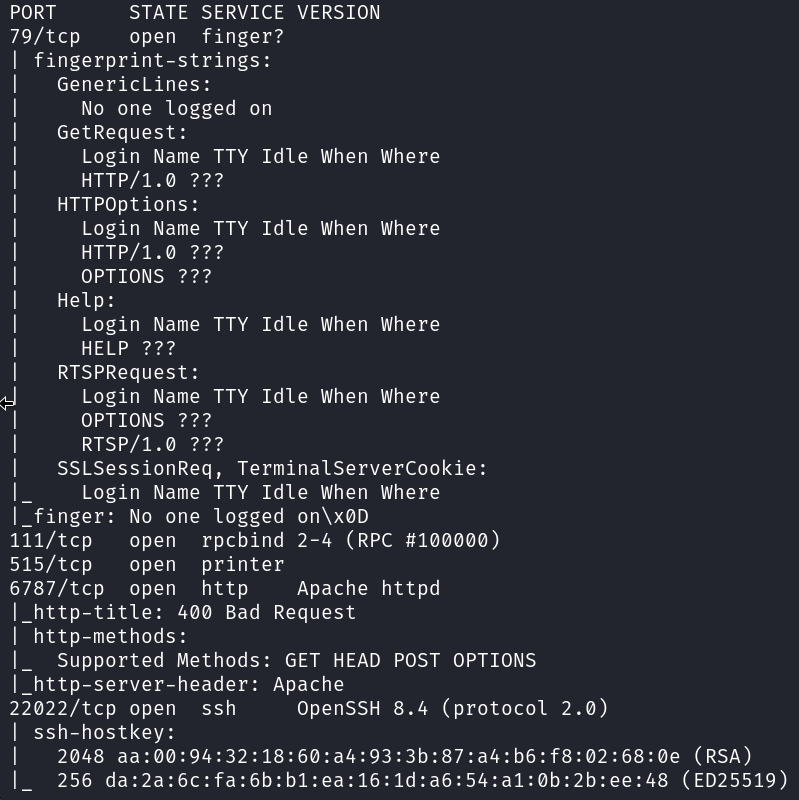 PORT      STATE SERVICE VERSION
79/tcp    open  finger?
| fingerprint-strings:
|   GenericLines:
|     No one logged on
|   GetRequest:
|     Login Name TTY Idle When Where
|     HTTP/1.0 ???
|   HTTPOptions:
|     Login Name TTY Idle When Where
|     HTTP/1.0 ???
|     OPTIONS ???
|   Help:
|     Login Name TTY Idle When Where
|     HELP ???
|   RTSPRequest:
|     Login Name TTY Idle When Where
|     OPTIONS ???
|     RTSP/1.0 ???
|   SSLSessionReq, TerminalServerCookie:
|_    Login Name TTY Idle When Where
|_finger: No one logged on\x0D
111/tcp   open  rpcbind 2-4 (RPC #100000)
515/tcp   open  printer
6787/tcp  open  http    Apache httpd
|_http-title: 400 Bad Request
| http-methods:
|_  Supported Methods: GET HEAD POST OPTIONS
|_http-server-header: Apache
22022/tcp open  ssh     OpenSSH 8.4 (protocol 2.0)
| ssh-hostkey:
|   2048 aa:00:94:32:18:60:a4:93:3b:87:a4:b6:f8:02:68:0e (RSA)
|_  256 da:2a:6c:fa:6b:b1:ea:16:1d:a6:54:a1:0b:2b:ee:48 (ED25519)